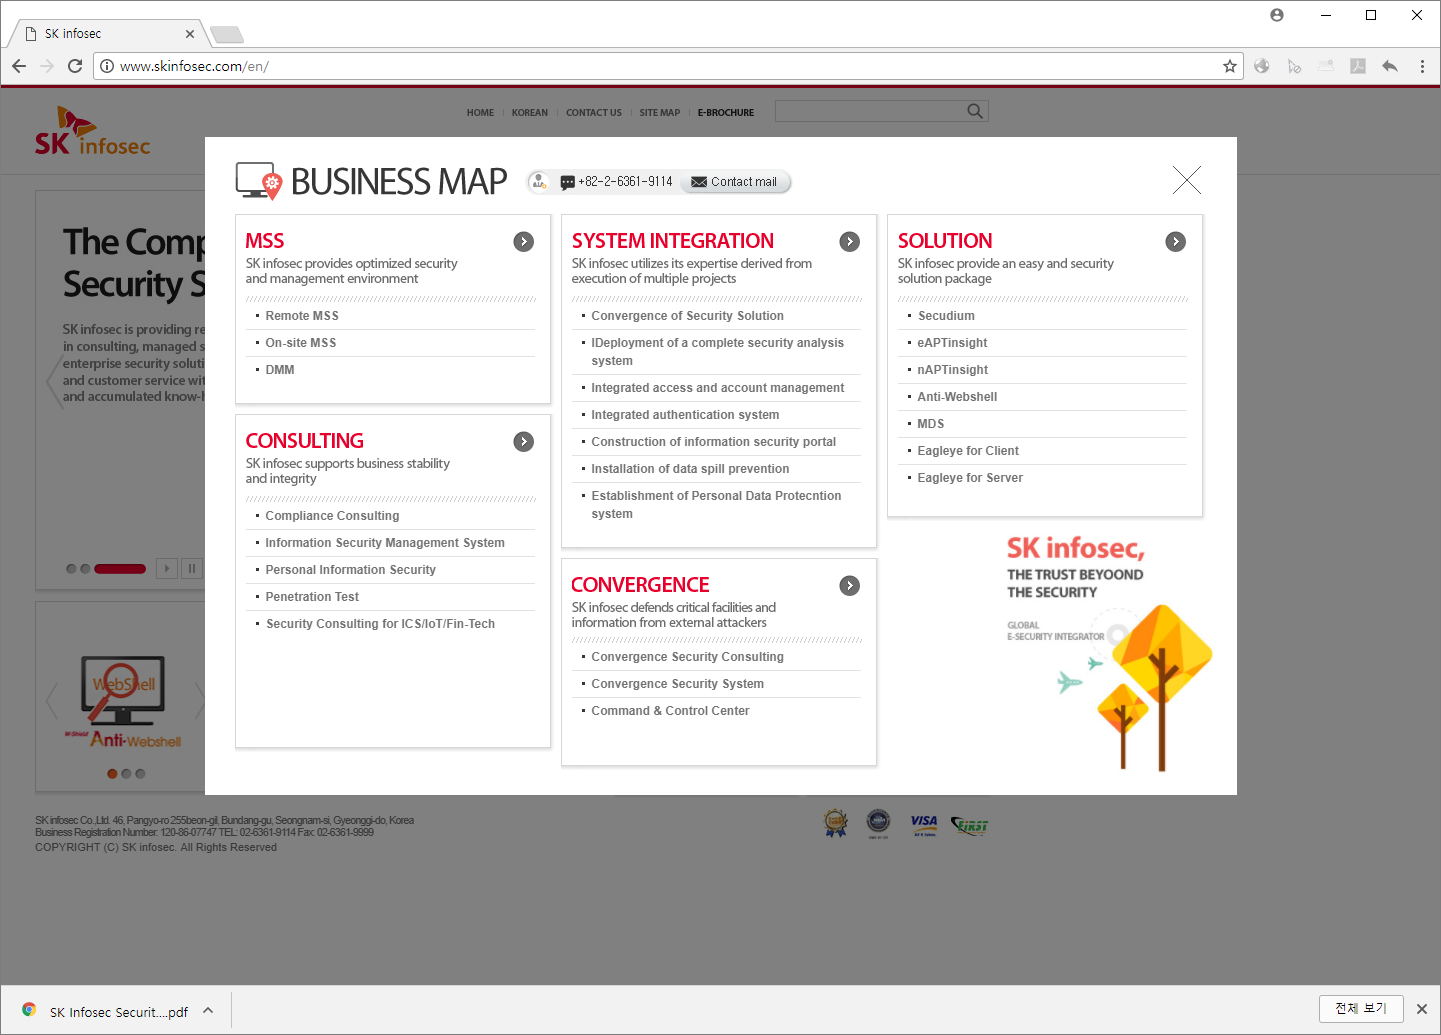 SK infosec
www.skinfosec.com/en/
SK infosec
HOME
KOREAN
CONTACT US
SITE MAP
E-BROCHURE
The Comp
Security S
SK infosec is providing re
in consulting, managed s
enterprise security soluti
and customer service wit
and accumulated know-h
WebShell
W-Shield Anti-Webshell
BUSINESS MAP
+82-2-6361-9114
Contact mail
MSS
SK infosec provides optimized security
and management environment
Remote MSS
On-site MSS
DMM
CONSULTING
SK infosec supports business stability
and integrity
Compliance Consulting
Information Security Management System
Personal Information Security
Penetration Test
Security Consulting for ICS/IoT/Fin-Tech
SYSTEM INTEGRATION
SK infosec utilizes its expertise derived from
execution of multiple projects
Convergence of Security Solution
IDeployment of a complete security analysis
system
Integrated access and account management
Integrated authentication system
Construction of information security portal
Installation of data spill prevention
Establishment of Personal Data Protecntion
system
CONVERGENCE
SK infosec defends critical facilities and
information from external attackers
Convergence Security Consulting
Convergence Security System
Command & Control Center
SOLUTION
SK infosec provide an easy and security
solution package
Secudium
eAPTinsight
nAPTinsight
Anti-Webshell
MDS
Eagleye for Client
Eagleye for Server
SK infosec,
THE TRUST BEYOOND
THE SECURITY
GLOBAL
E-SECURITY INTEGRATOR
SK infosec Co.,Ltd. 46, Pangyo-ro 255beon-gil, Bundang-gu, Seongnam-si, Gyeonggi-do, Korea
Business Registration Number: 120-86-07747 TEL: 02-6361-9114 Fax: 02-6361-9999
COPYRIGHT (C) SK infosec. All Rights Reserved
VISA
FIRST
SK Infosec Securit....pdf
전체 보기